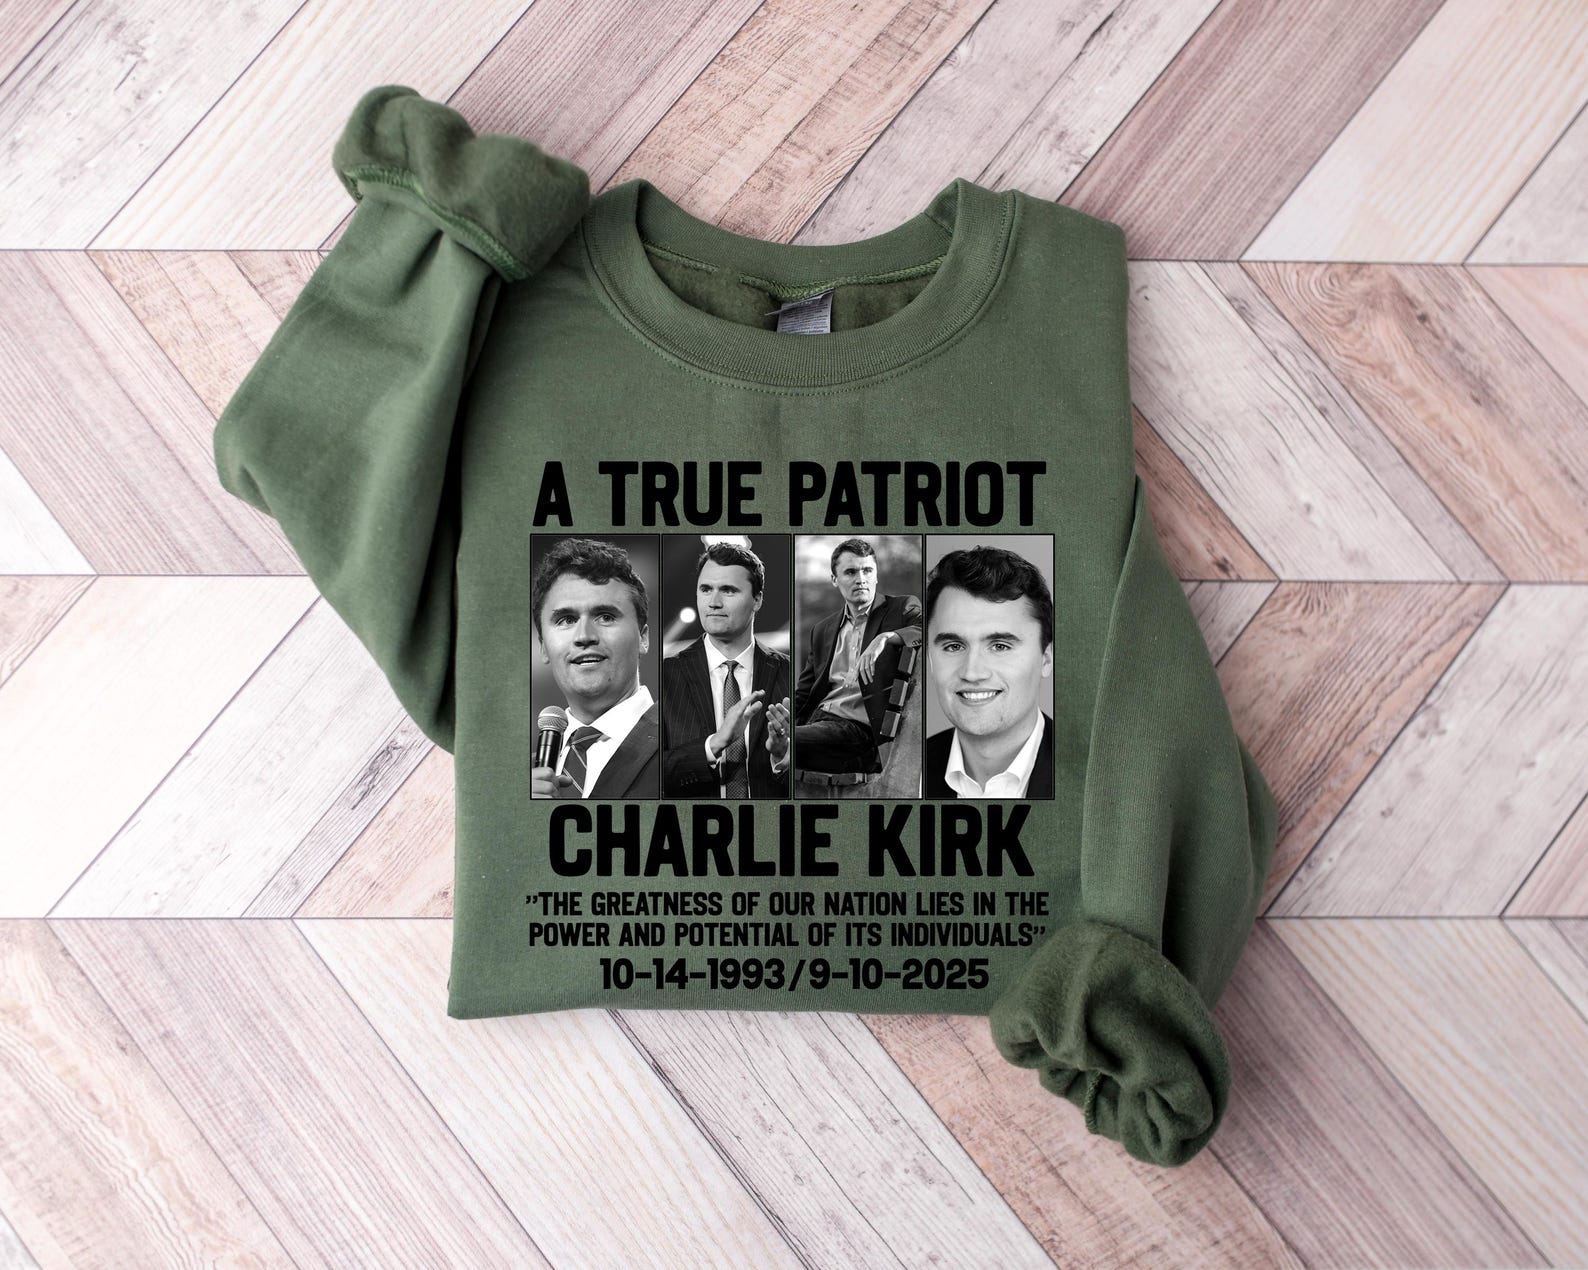 A TRUE PATRIOT
CHARLIE KIRK
"THE GREATNESS OF OUR NATION LIES IN THE
POWER AND POTENTIAL OF ITS INDIVIDUALS"
10-14-1993/9-10-2025